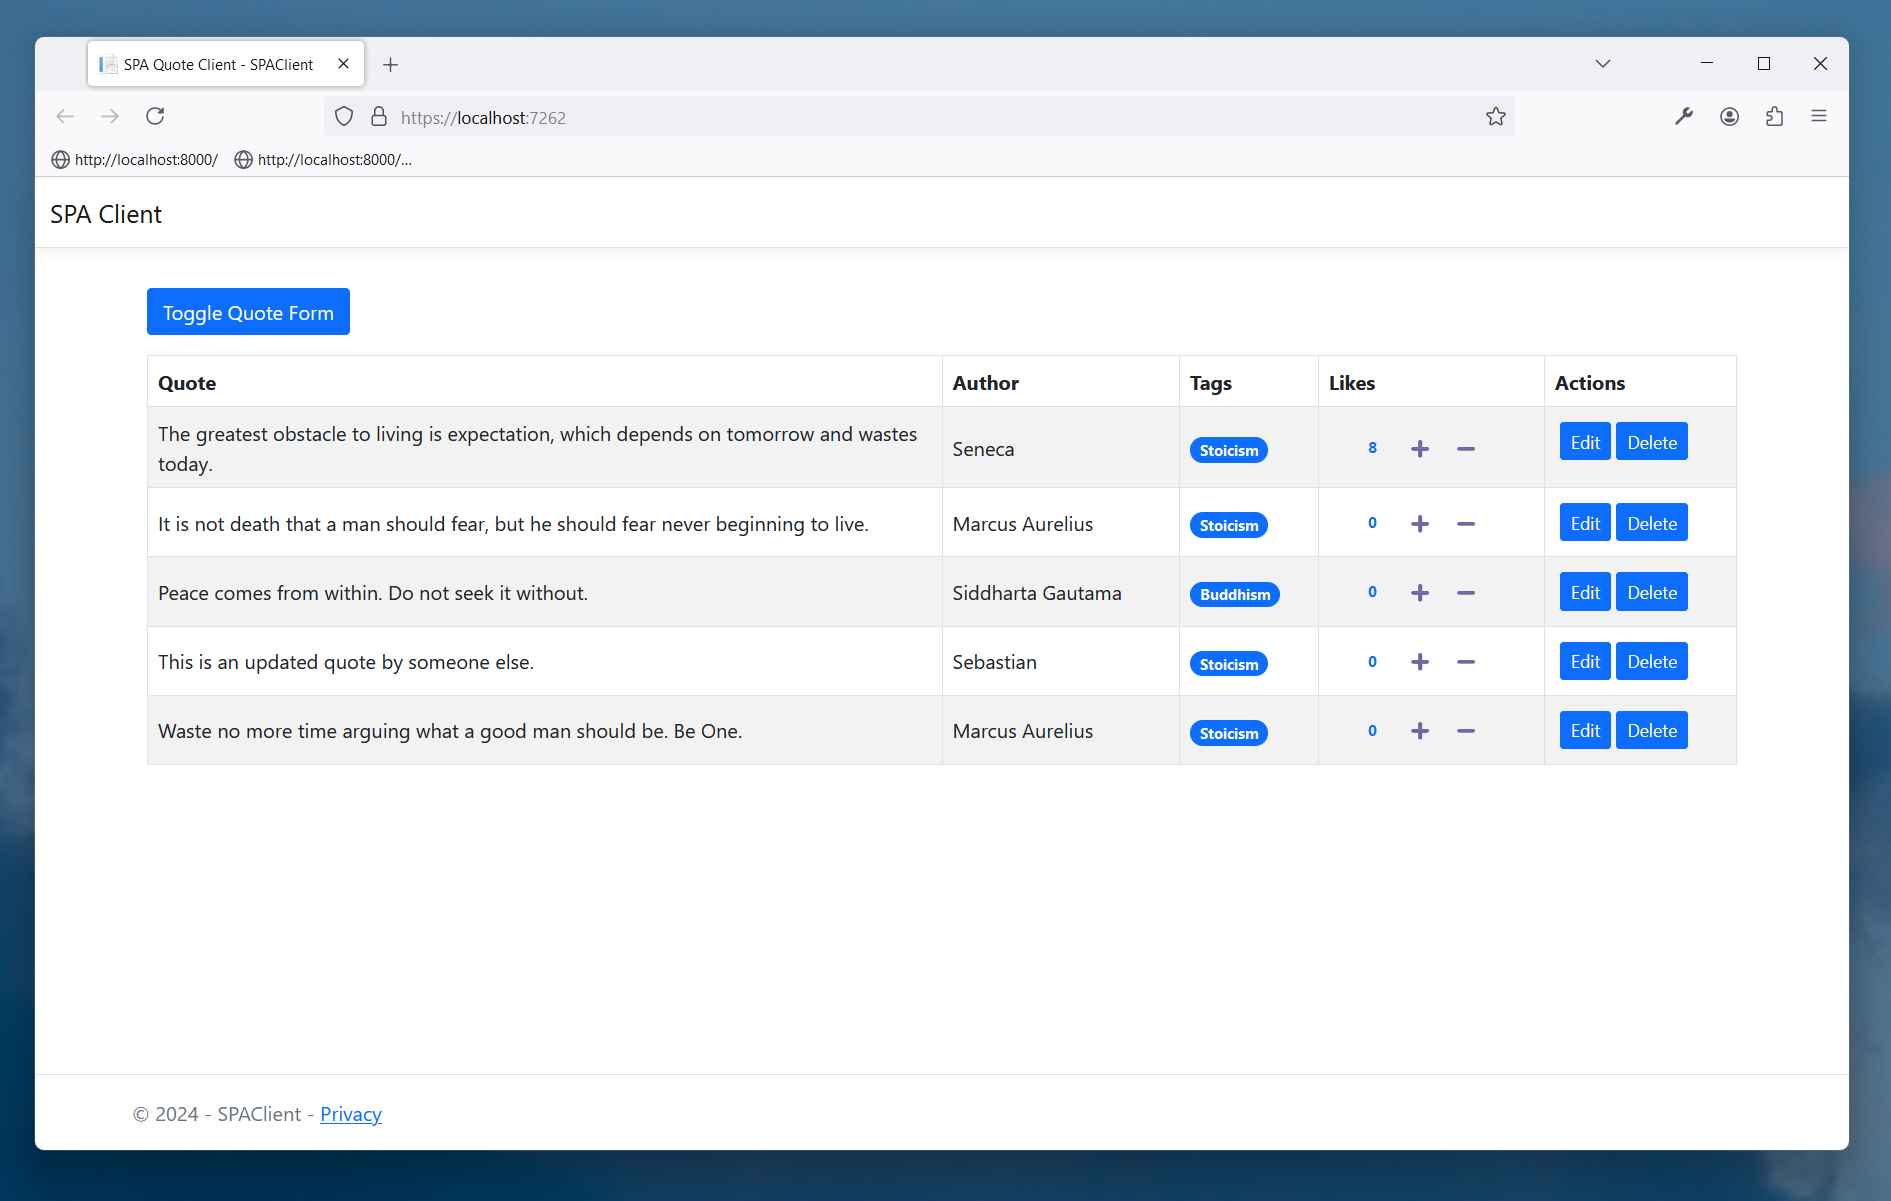 SPA Quote Client - SPAClient
https://localhost:7262
http://localhost:8000/ http://localhost:8000/...
SPA Client
Toggle Quote Form
Quote Author Tags Likes Actions
The greatest obstacle to living is expectation, which depends on tomorrow and wastes
today. Seneca Stoicism 8 Edit Delete
It is not death that a man should fear, but he should fear never beginning to live. Marcus Aurelius Stoicism 0 Edit Delete
Peace comes from within. Do not seek it without. Siddharta Gautama Buddhism 0 Edit Delete
This is an updated quote by someone else. Sebastian Stoicism 0 Edit Delete
Waste no more time arguing what a good man should be. Be One. Marcus Aurelius Stoicism 0 Edit Delete
© 2024 - SPAClient - Privacy